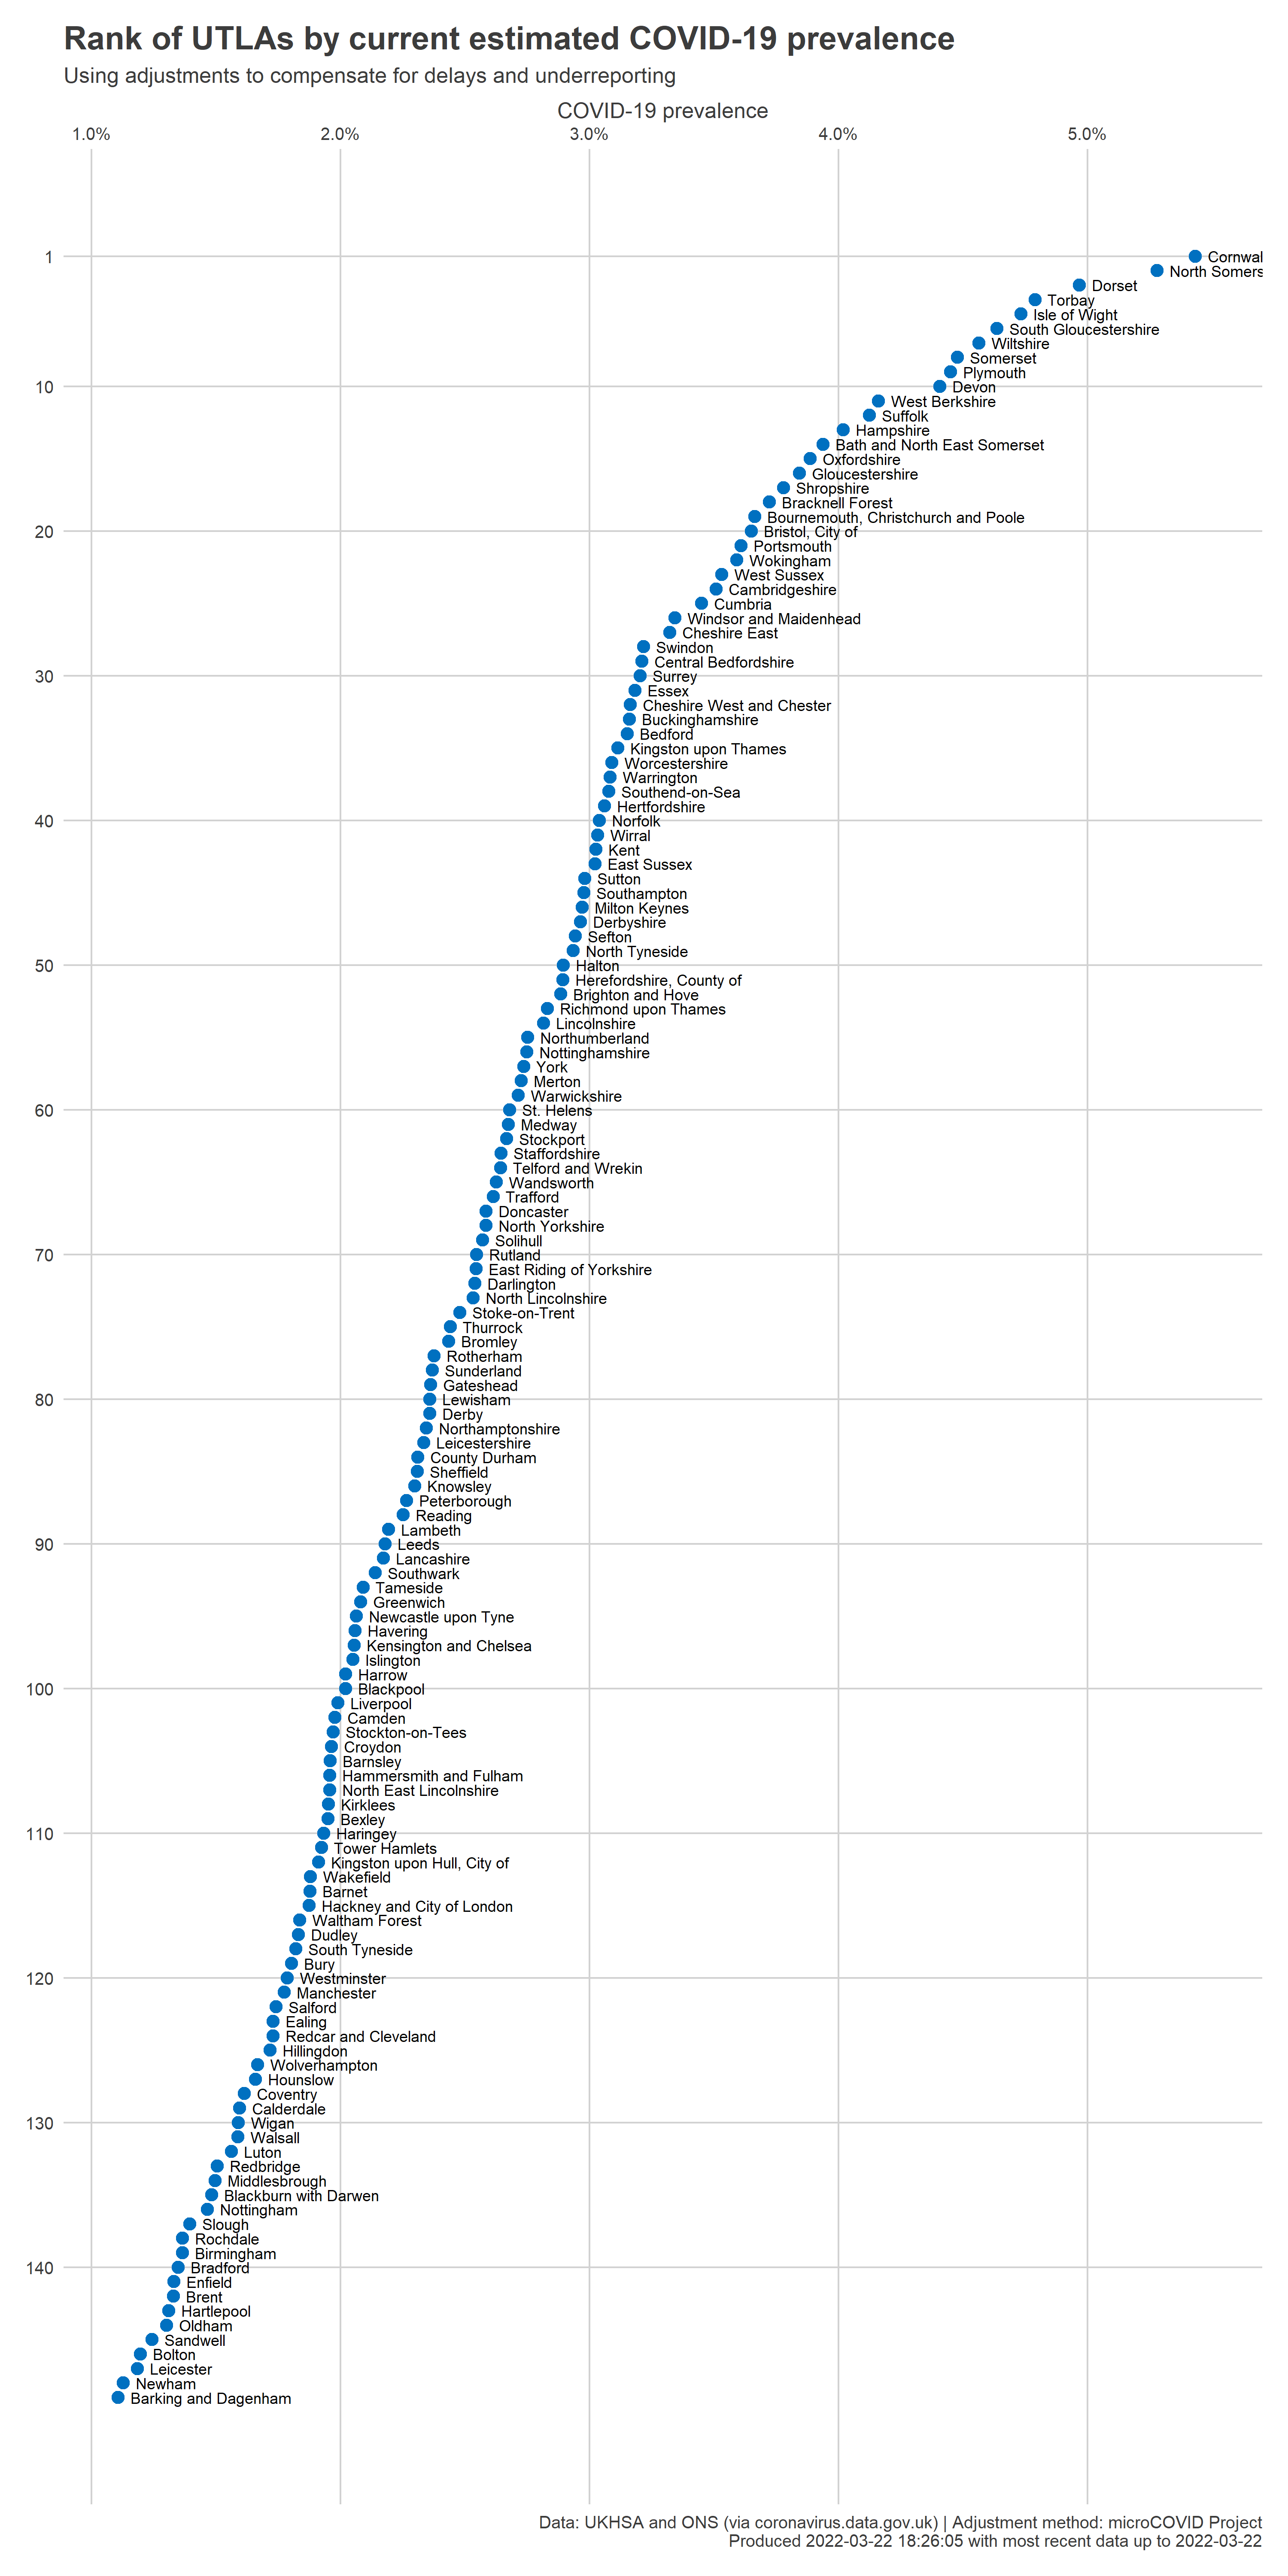 Rank of UTLAs by current estimated COVID-19 prevalence
Using adjustments to compensate for delays and underreporting
COVID-19 prevalence
1.0% 2.0% 3.0% 4.0% 5.0%
1 Cornwal
North Somers
Dorset
Torbay
Isle of Wight
South Gloucestershire
Wiltshire
Somerset
Plymouth
10 Devon
West Berkshire
Suffolk
Hampshire
Bath and North East Somerset
Oxfordshire
Gloucestershire
Shropshire
Bracknell Forest
Bournemouth, Christchurch and Poole
20 Bristol, City of
Portsmouth
Wokingham
West Sussex
Cambridgeshire
Cumbria
Windsor and Maidenhead
Cheshire East
Swindon
Central Bedfordshire
30 Surrey
Essex
Cheshire West and Chester
Buckinghamshire
Bedford
Kingston upon Thames
Worcestershire
Warrington
Southend-on-Sea
Hertfordshire
40 Norfolk
Wirral
Kent
East Sussex
Sutton
Southampton
Milton Keynes
Derbyshire
Sefton
North Tyneside
50 Halton
Herefordshire, County of
Brighton and Hove
Richmond upon Thames
Lincolnshire
Northumberland
Nottinghamshire
York
Merton
Warwickshire
60 St. Helens
Medway
Stockport
Staffordshire
Telford and Wrekin
Wandsworth
Trafford
Doncaster
North Yorkshire
Solihull
70 Rutland
East Riding of Yorkshire
Darlington
North Lincolnshire
Stoke-on-Trent
Thurrock
Bromley
Rotherham
Sunderland
Gateshead
80 Lewisham
Derby
Northamptonshire
Leicestershire
County Durham
Sheffield
Knowsley
Peterborough
Reading
Lambeth
90 Leeds
Lancashire
Southwark
Tameside
Greenwich
Newcastle upon Tyne
Havering
Kensington and Chelsea
Islington
Harrow
100 Blackpool
Liverpool
Camden
Stockton-on-Tees
Croydon
Barnsley
Hammersmith and Fulham
North East Lincolnshire
Kirklees
Bexley
110 Haringey
Tower Hamlets
Kingston upon Hull, City of
Wakefield
Barnet
Hackney and City of London
Waltham Forest
Dudley
South Tyneside
Bury
120 Westminster
Manchester
Salford
Ealing
Redcar and Cleveland
Hillingdon
Wolverhampton
Hounslow
Coventry
Calderdale
130 Wigan
Walsall
Luton
Redbridge
Middlesbrough
Blackburn with Darwen
Nottingham
Slough
Rochdale
Birmingham
140 Bradford
Enfield
Brent
Hartlepool
Oldham
Sandwell
Bolton
Leicester
Newham
Barking and Dagenham
Data: UKHSA and ONS (via coronavirus.data.gov.uk) | Adjustment method: microCOVID Project
Produced 2022-03-22 18:26:05 with most recent data up to 2022-03-22